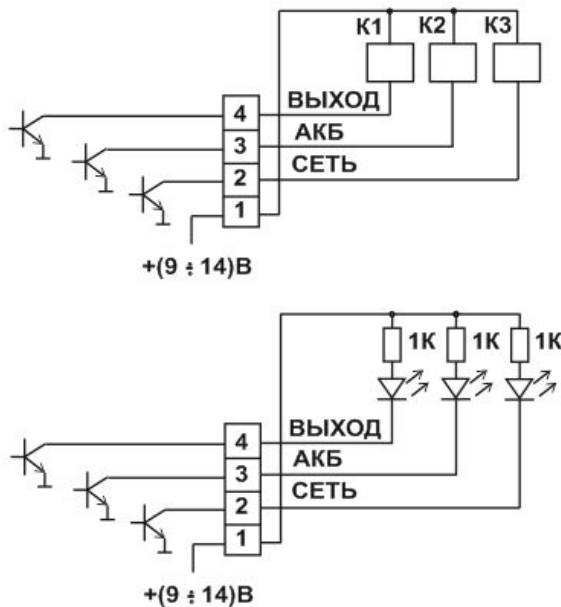 К1 К2 К3
4 ВЫХОД
3 АКБ
2 СЕТЬ
1
+(9 ÷ 14)В
1К 1К 1К
4 ВЫХОД
3 АКБ
2 СЕТЬ
1
+(9 ÷ 14)В